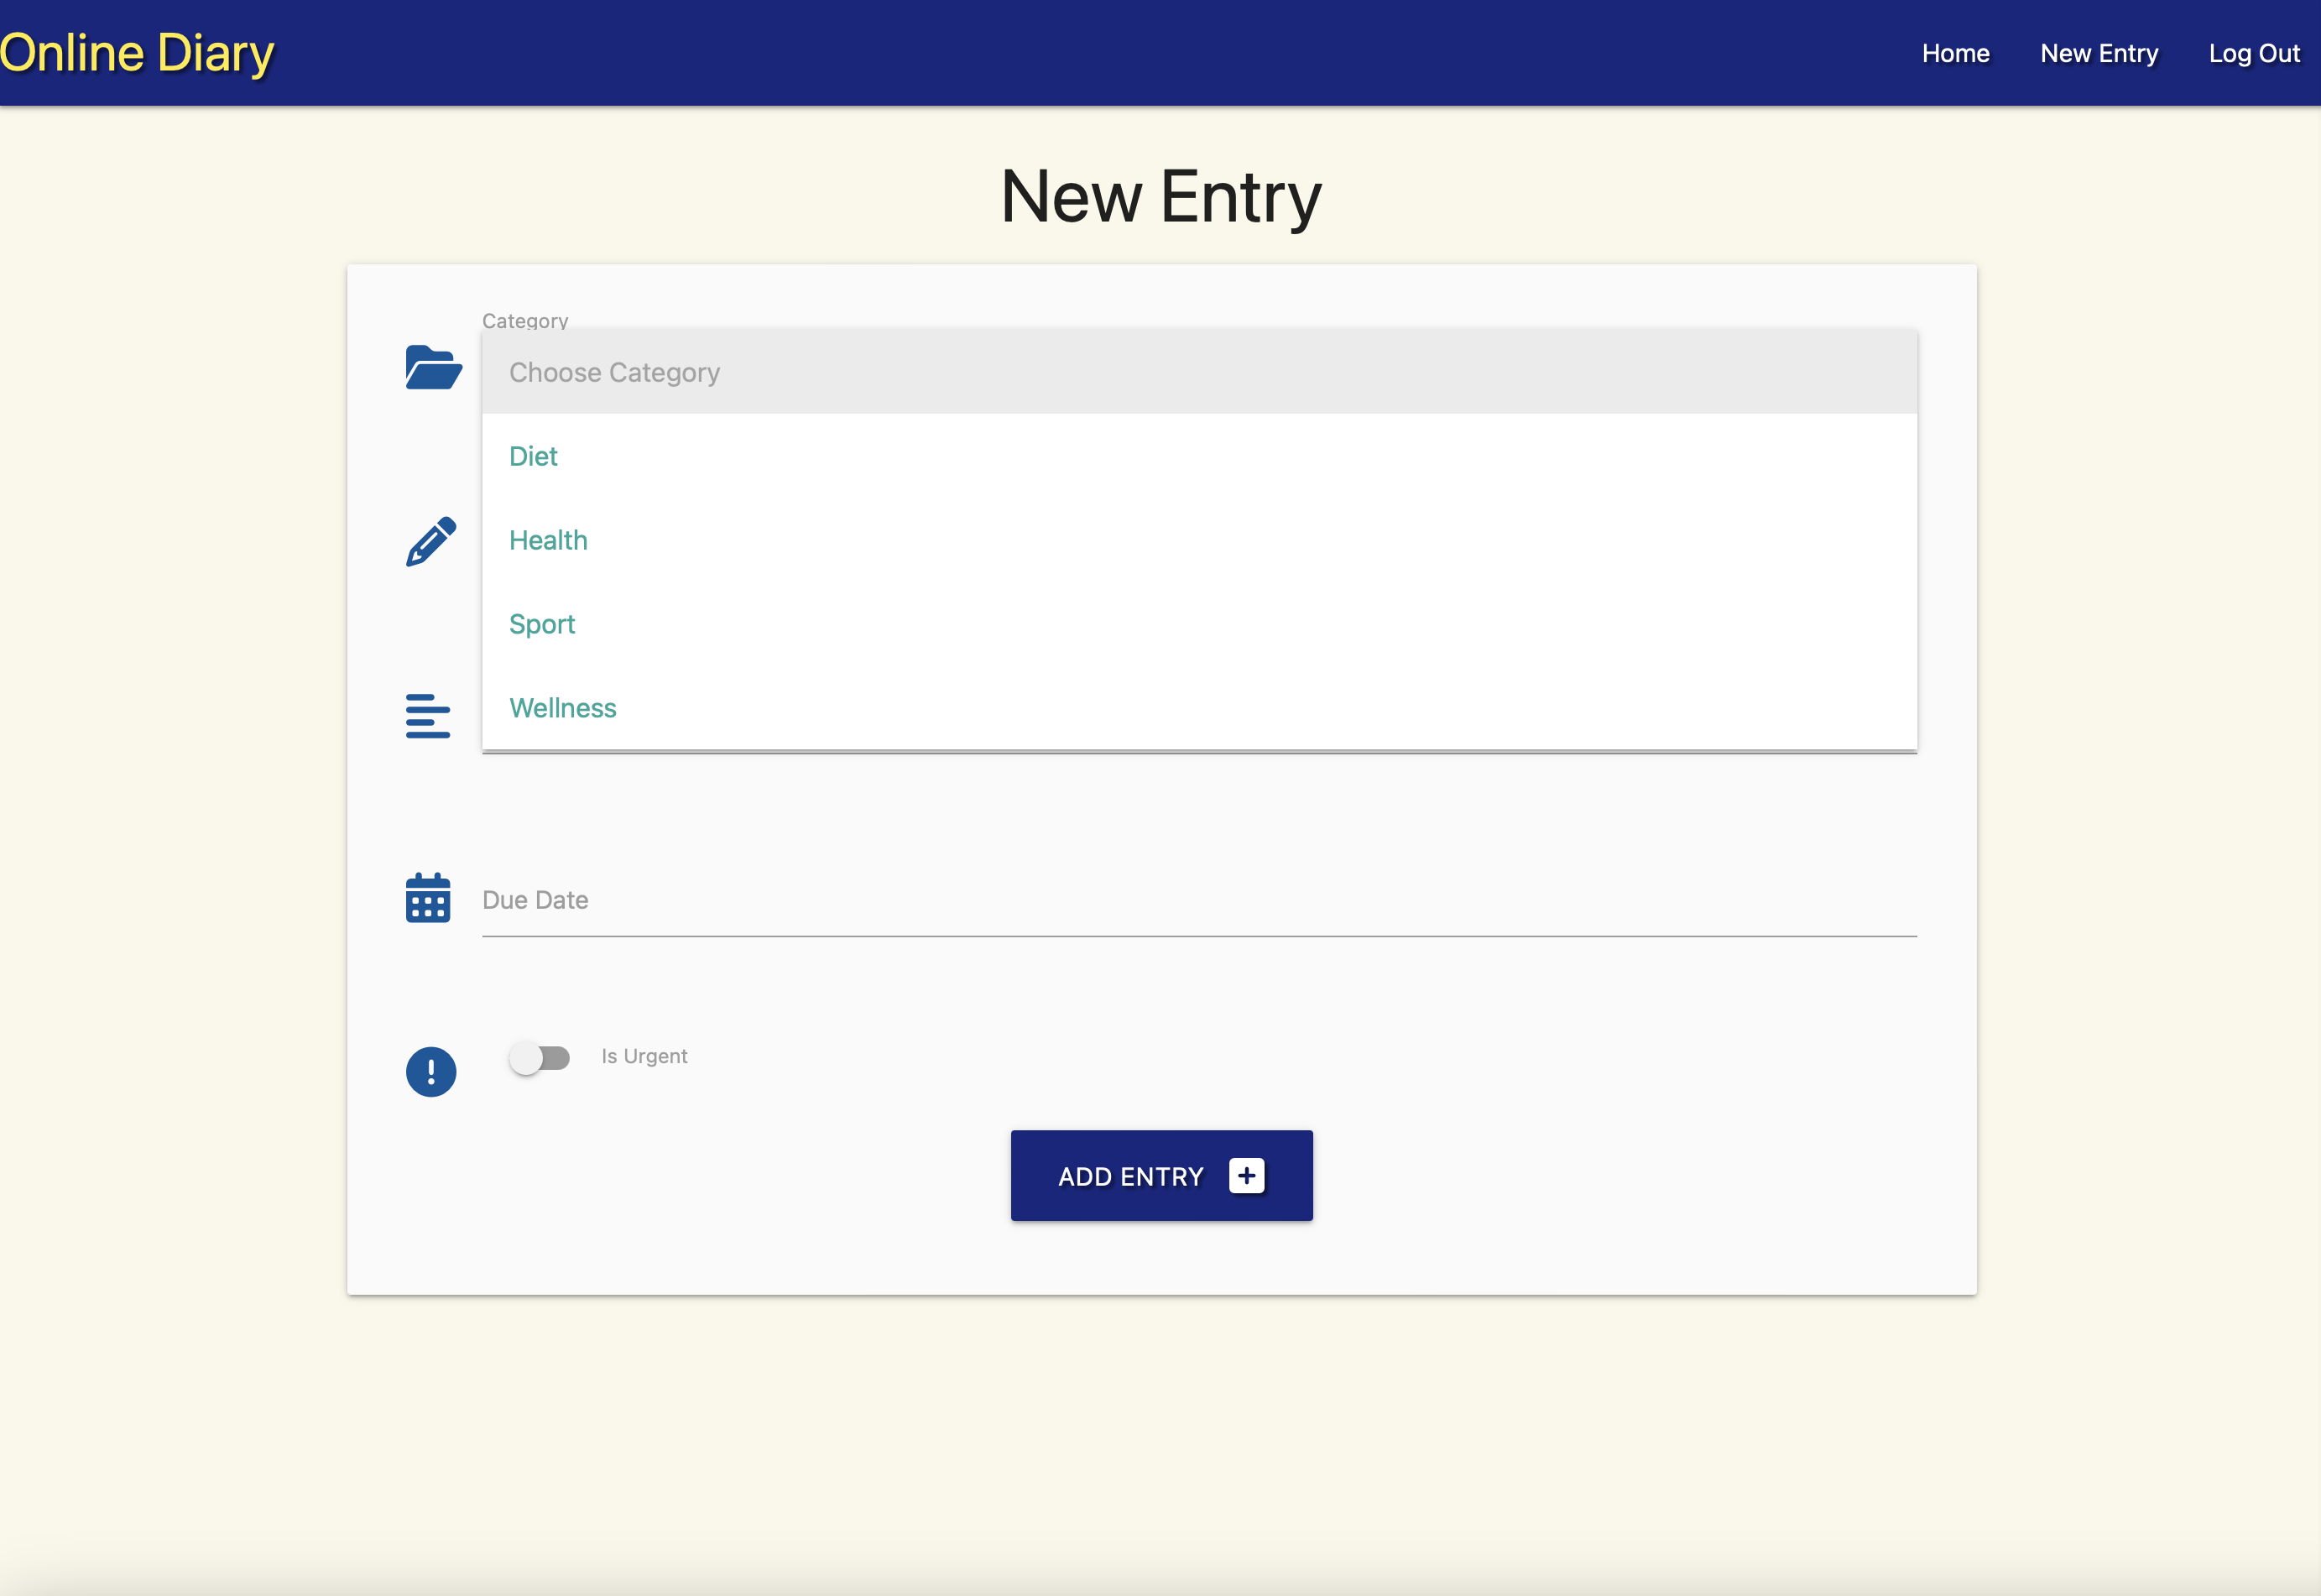 Online Diary
Home New Entry Log Out
New Entry
Category
Choose Category
Diet
Health
Sport
Wellness
Due Date
Is Urgent
ADD ENTRY